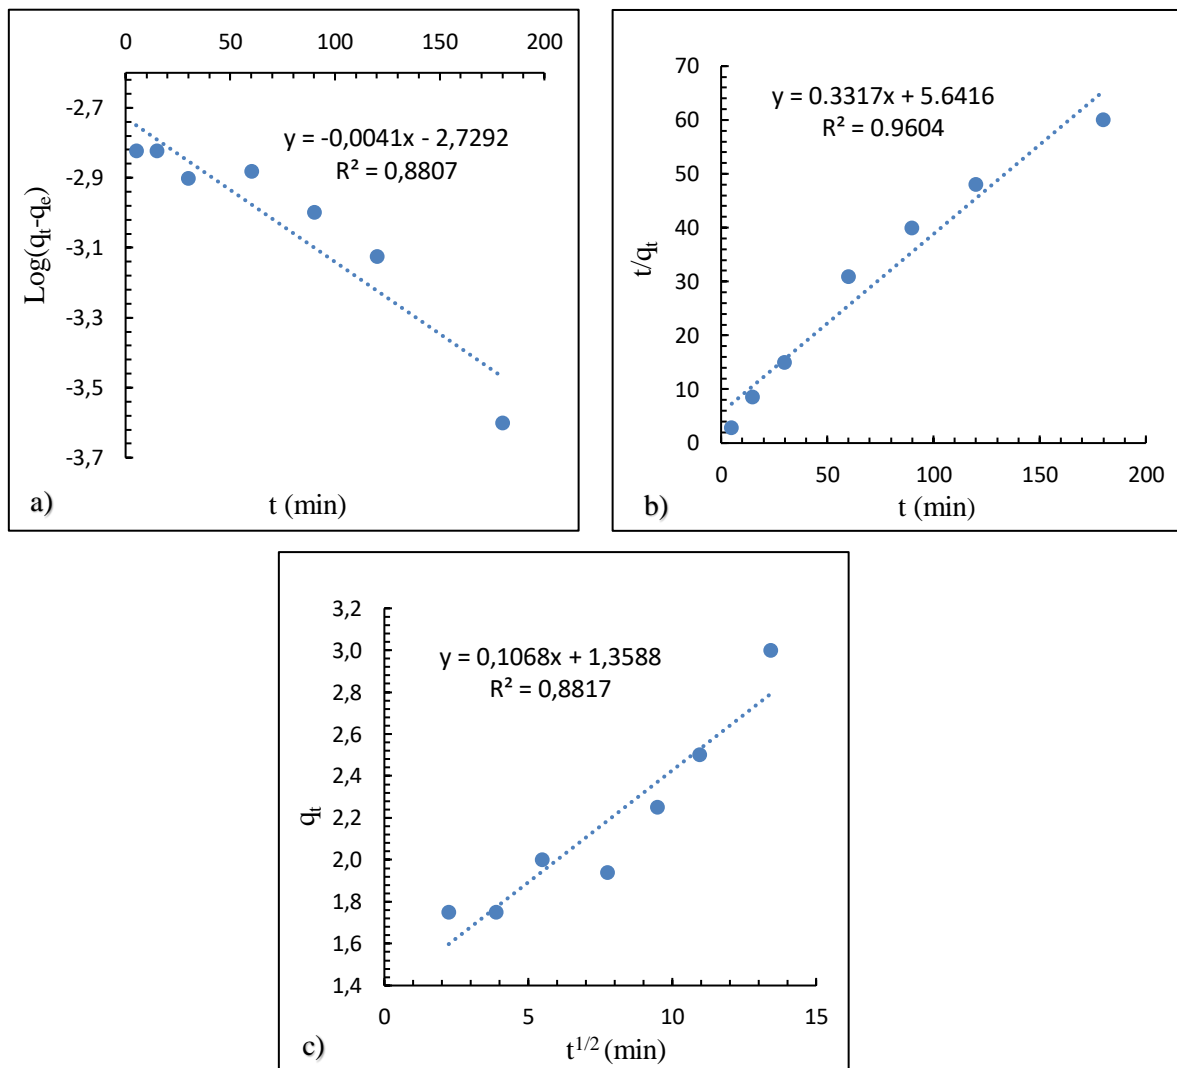 0 50 100 150 200
-2,7
-2,9
-3,1
-3,3
-3,5
-3,7
y = -0,0041x - 2,7292
R² = 0,8807
Log(qt-qe)
t (min)
a)
70
60
50
40
30
20
10
0
y = 0.3317x + 5.6416
R² = 0.9604
t/qt
0 50 100 150 200
t (min)
b)
3,2
3,0
2,8
2,6
2,4
2,2
2,0
1,8
1,6
1,4
y = 0,1068x + 1,3588
R² = 0,8817
qt
0 5 10 15
t1/2 (min)
c)